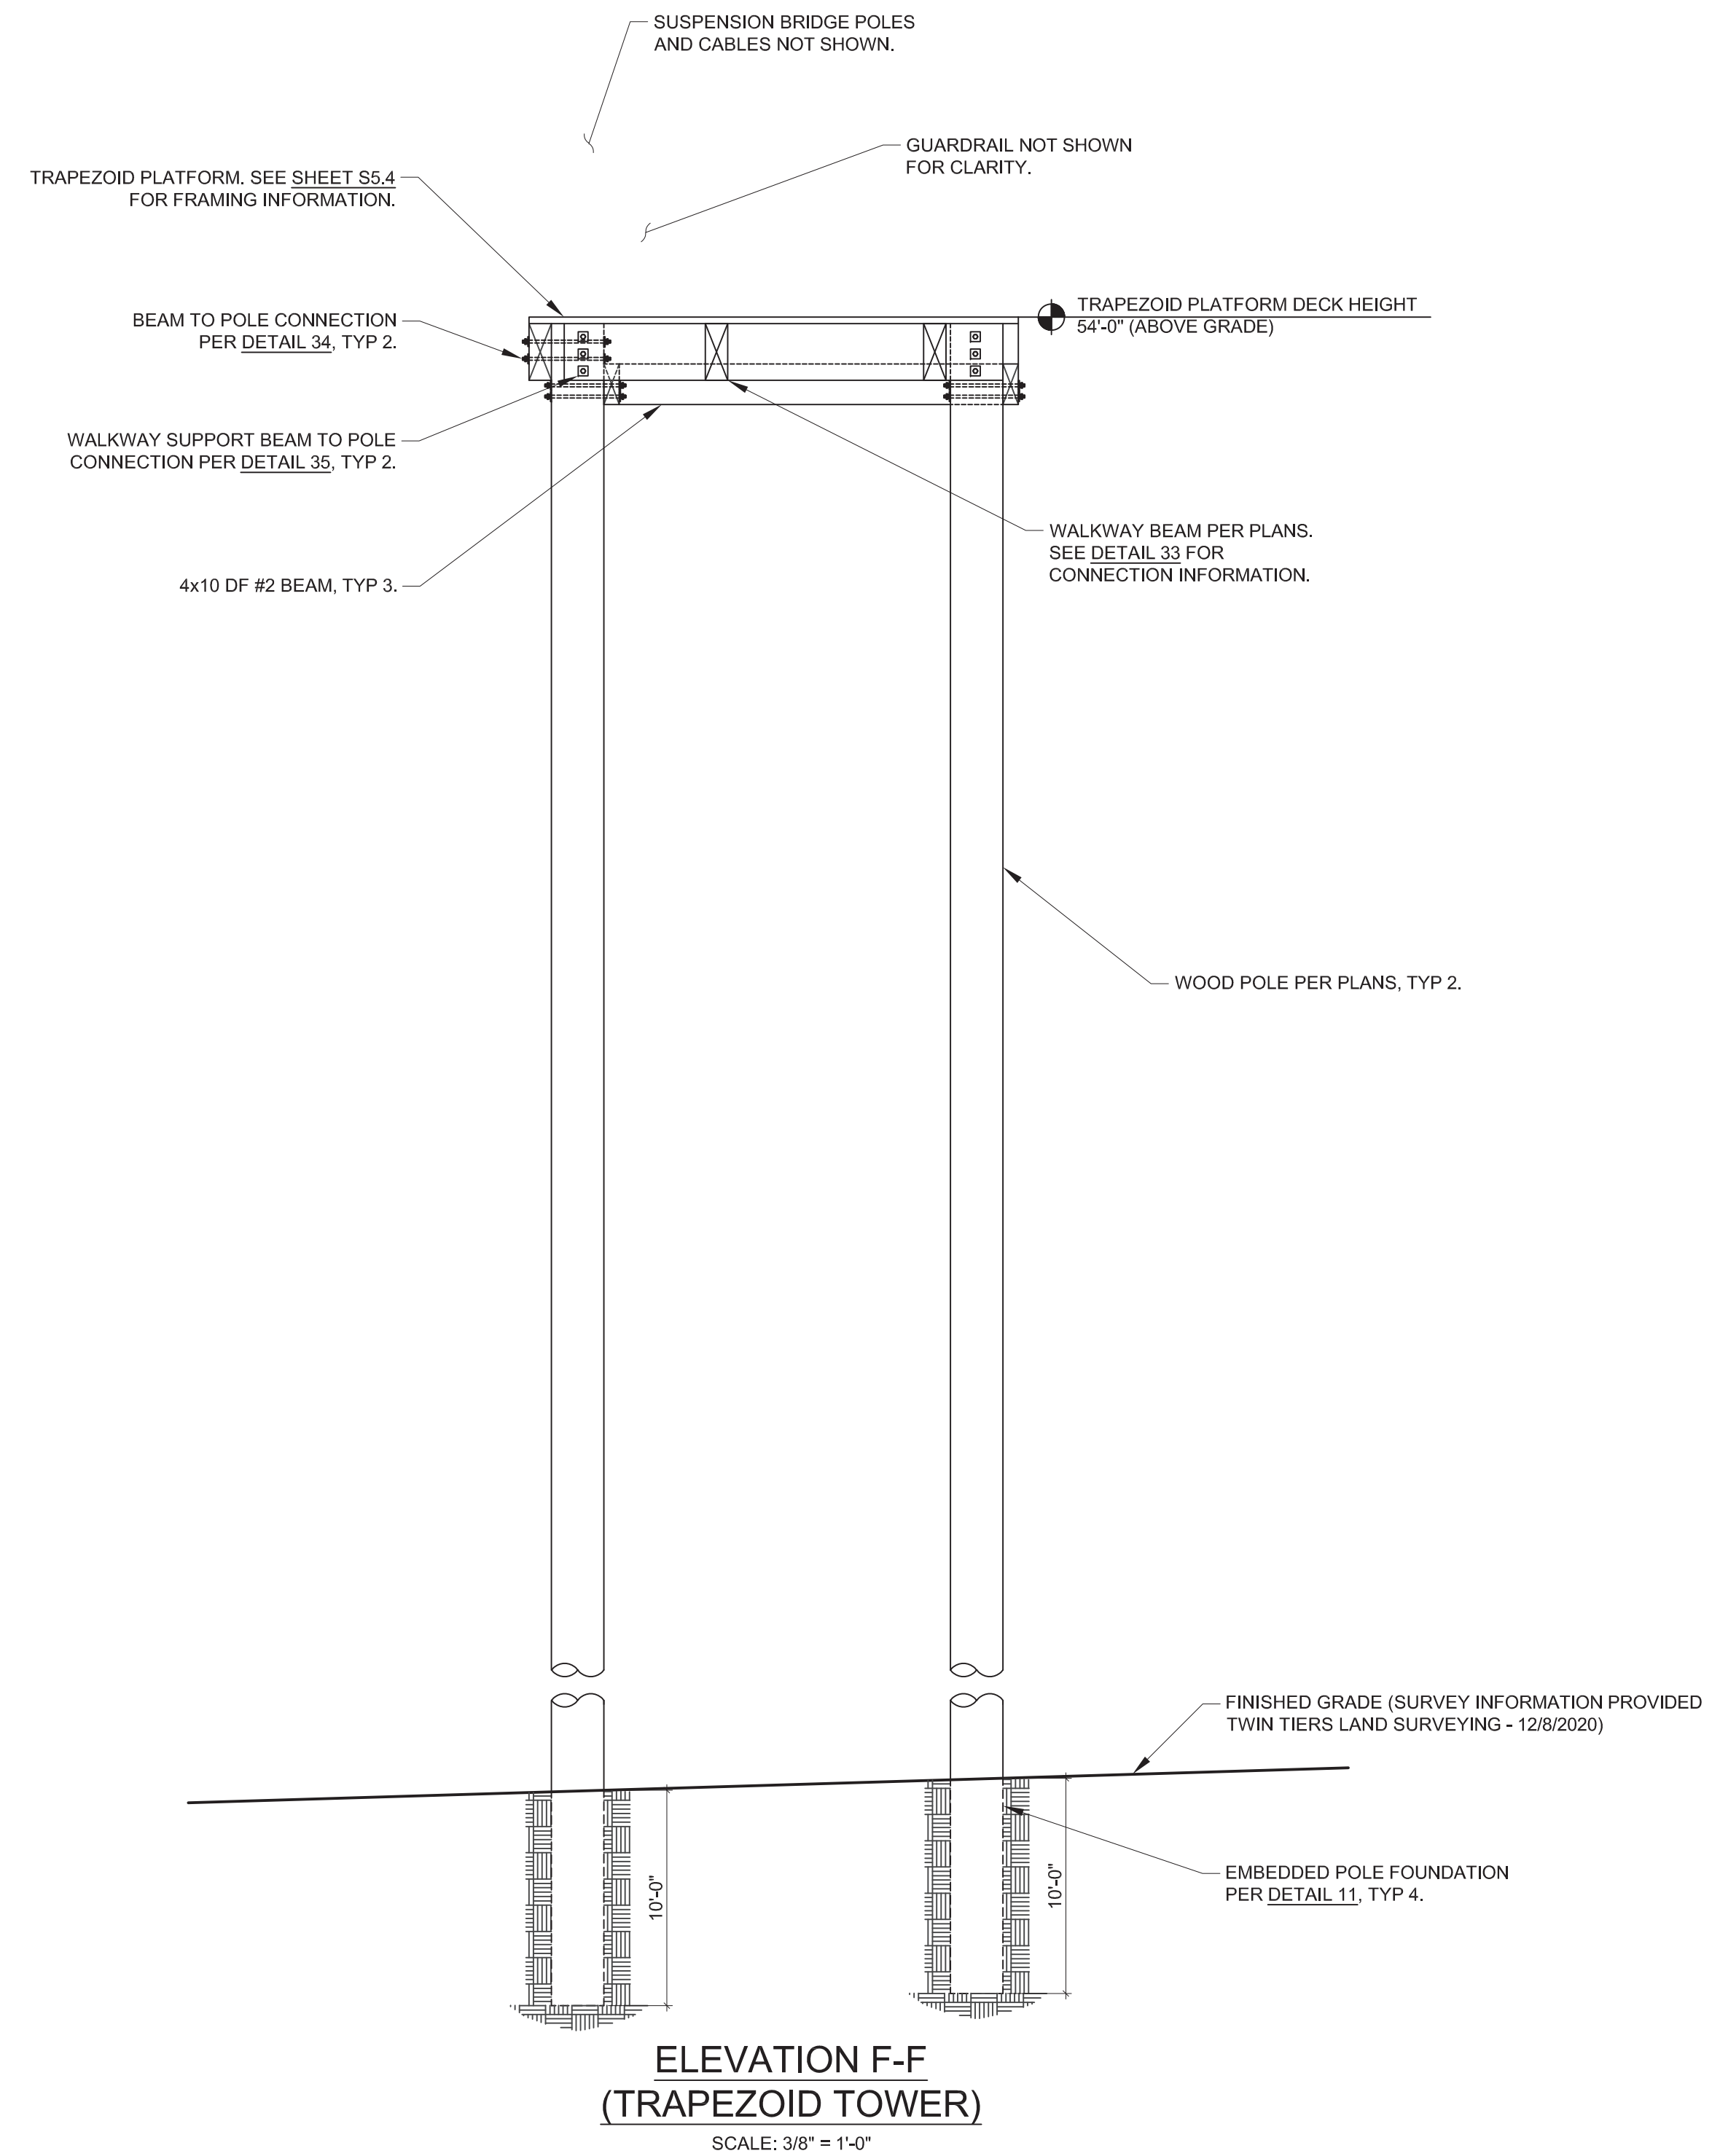 SUSPENSION BRIDGE POLES
AND CABLES NOT SHOWN.
GUARDRAIL NOT SHOWN
FOR CLARITY.
TRAPEZOID PLATFORM. SEE SHEET S5.4
FOR FRAMING INFORMATION.
TRAPEZOID PLATFORM DECK HEIGHT
54'-0" (ABOVE GRADE)
BEAM TO POLE CONNECTION
PER DETAIL 34, TYP 2.
WALKWAY SUPPORT BEAM TO POLE
CONNECTION PER DETAIL 35, TYP 2.
WALKWAY BEAM PER PLANS.
SEE DETAIL 33 FOR
CONNECTION INFORMATION.
4x10 DF #2 BEAM, TYP 3.
WOOD POLE PER PLANS, TYP 2.
FINISHED GRADE (SURVEY INFORMATION PROVIDED
TWIN TIERS LAND SURVEYING - 12/8/2020)
10'-0"
10'-0"
EMBEDDED POLE FOUNDATION
PER DETAIL 11, TYP 4.
ELEVATION F-F
(TRAPEZOID TOWER)
SCALE: 3/8" = 1'-0"